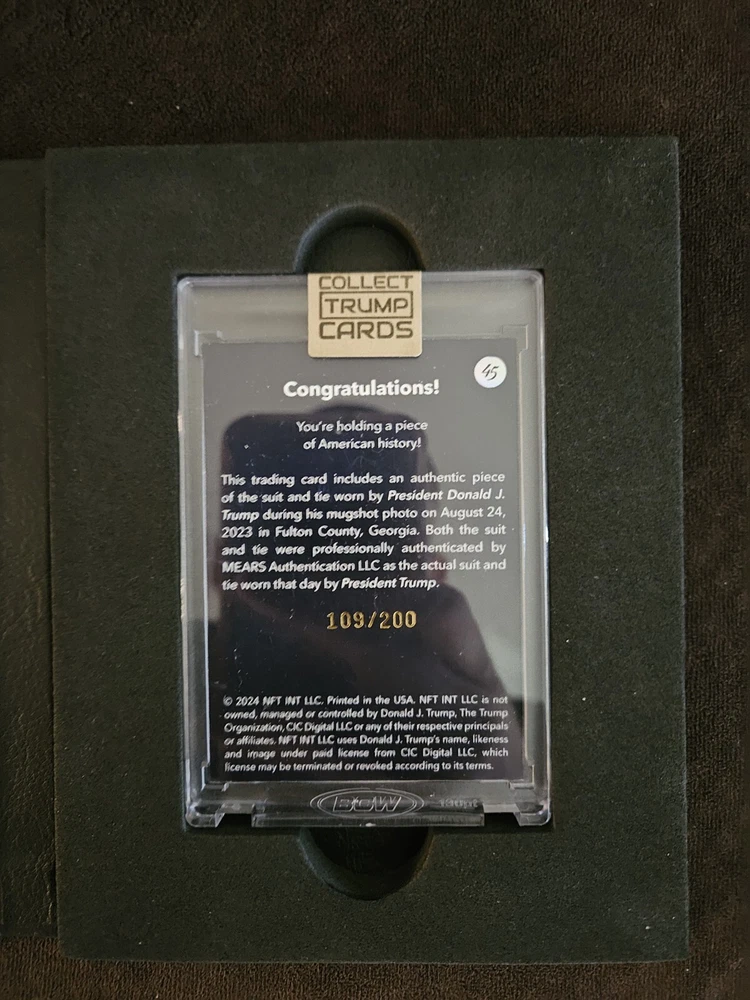 COLLECT
TRUMP
CARDS
45
Congratulations!
You're holding a piece
of American history!
This trading card includes an authentic piece
of the suit and tie worn by President Donald J.
Trump during his mugshot photo on August 24,
2023 in Fulton County, Georgia. Both the suit
and tie were professionally authenticated by
MEARS Authentication LLC as the actual suit and
tie worn that day by President Trump.
109/200
© 2024 NFT INT LLC. Printed in the USA. NFT INT LLC is not
owned, managed or controlled by Donald J. Trump, The Trump
Organization, CIC Digital LLC or any of their respective principals
or affiliates. NFT INT LLC uses Donald J. Trump's name, likeness
and image under paid license from CIC Digital LLC, which
license may be terminated or revoked according to its terms.
BCW 130pt